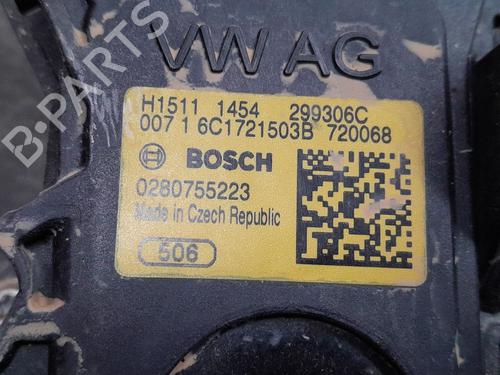 B-PARTS
VW AG
H1511 1454 299306C
007 1 6C1721503B 720068
BOSCH
0280755223
Made in Czech Republic
506